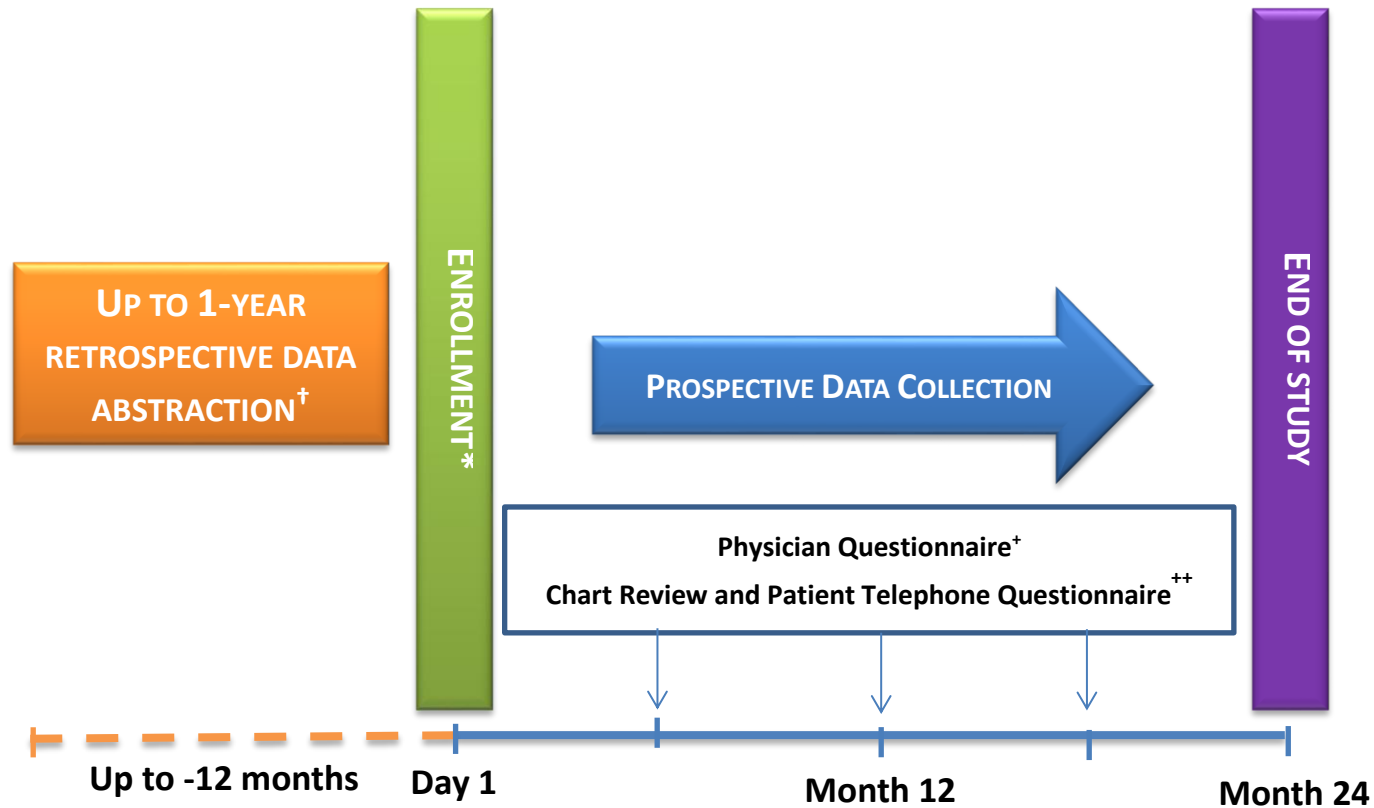 UP TO 1-YEAR
RETROSPECTIVE DATA
ABSTRACTION†
ENROLLMENT*
PROSPECTIVE DATA COLLECTION
END OF STUDY
Physician Questionnaire+
Chart Review and Patient Telephone Questionnaire++
Up to -12 months
Day 1
Month 12
Month 24